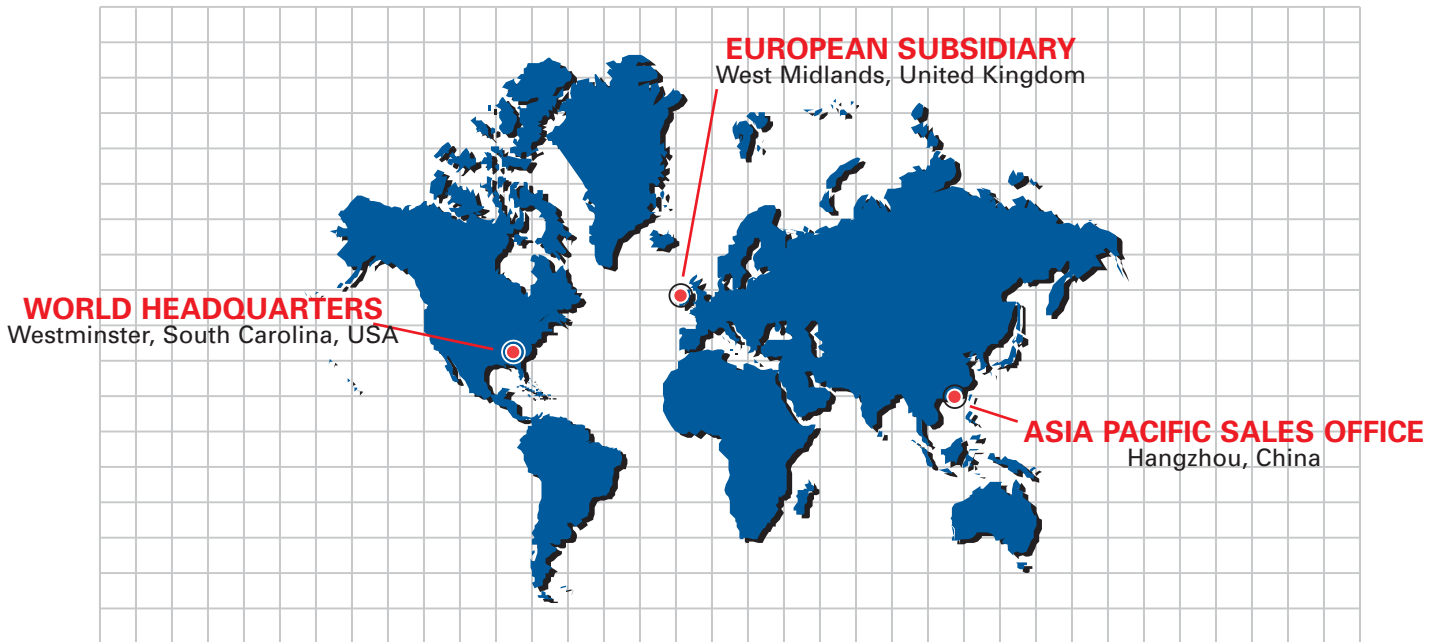 EUROPEAN SUBSIDIARY
West Midlands, United Kingdom
WORLD HEADQUARTERS
Westminster, South Carolina, USA
ASIA PACIFIC SALES OFFICE
Hangzhou, China